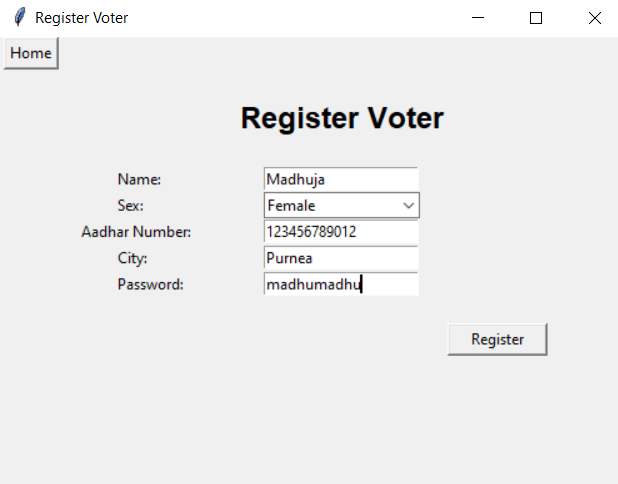 Register Voter
Home
Register Voter
Name: Madhuja
Sex: Female
Aadhar Number: 123456789012
City: Purnea
Password: madhumadhu
Register